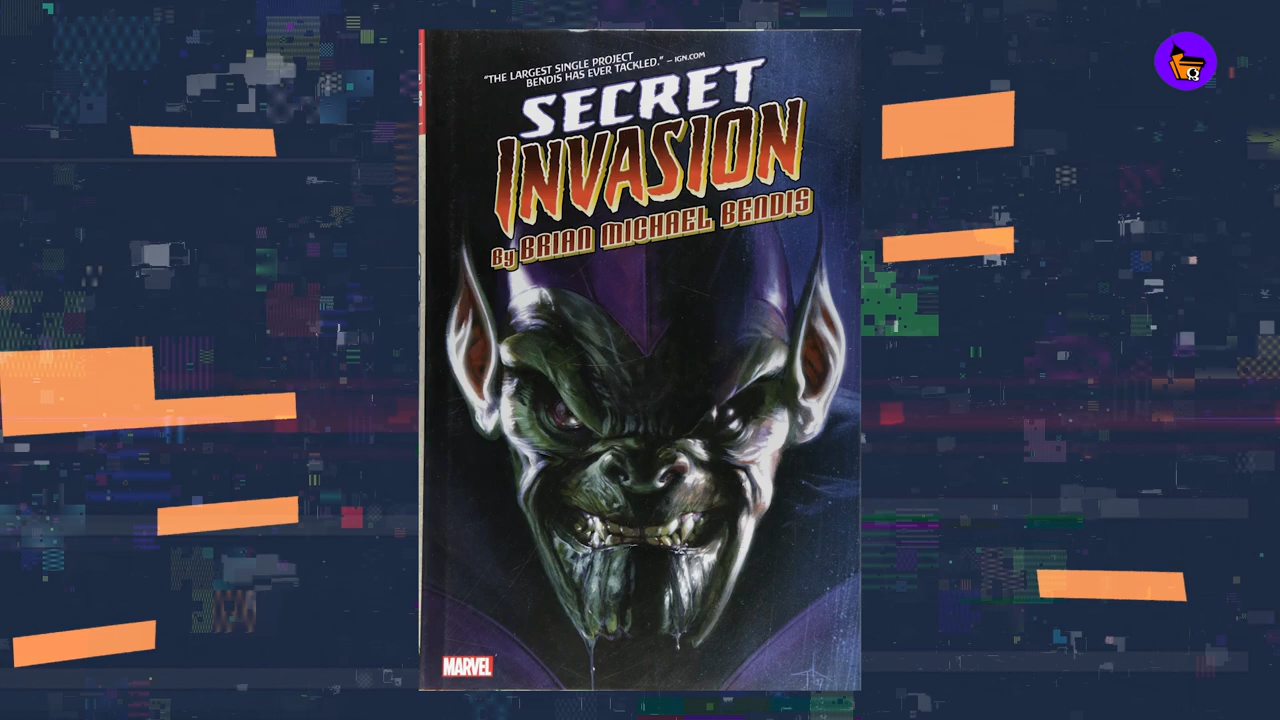 “THE LARGEST SINGLE PROJECT
BENDIS HAS EVER TACKLED.” – IGN.COM
SECRET
INVASION
By BRIAN MICHAEL BENDIS
MARVEL